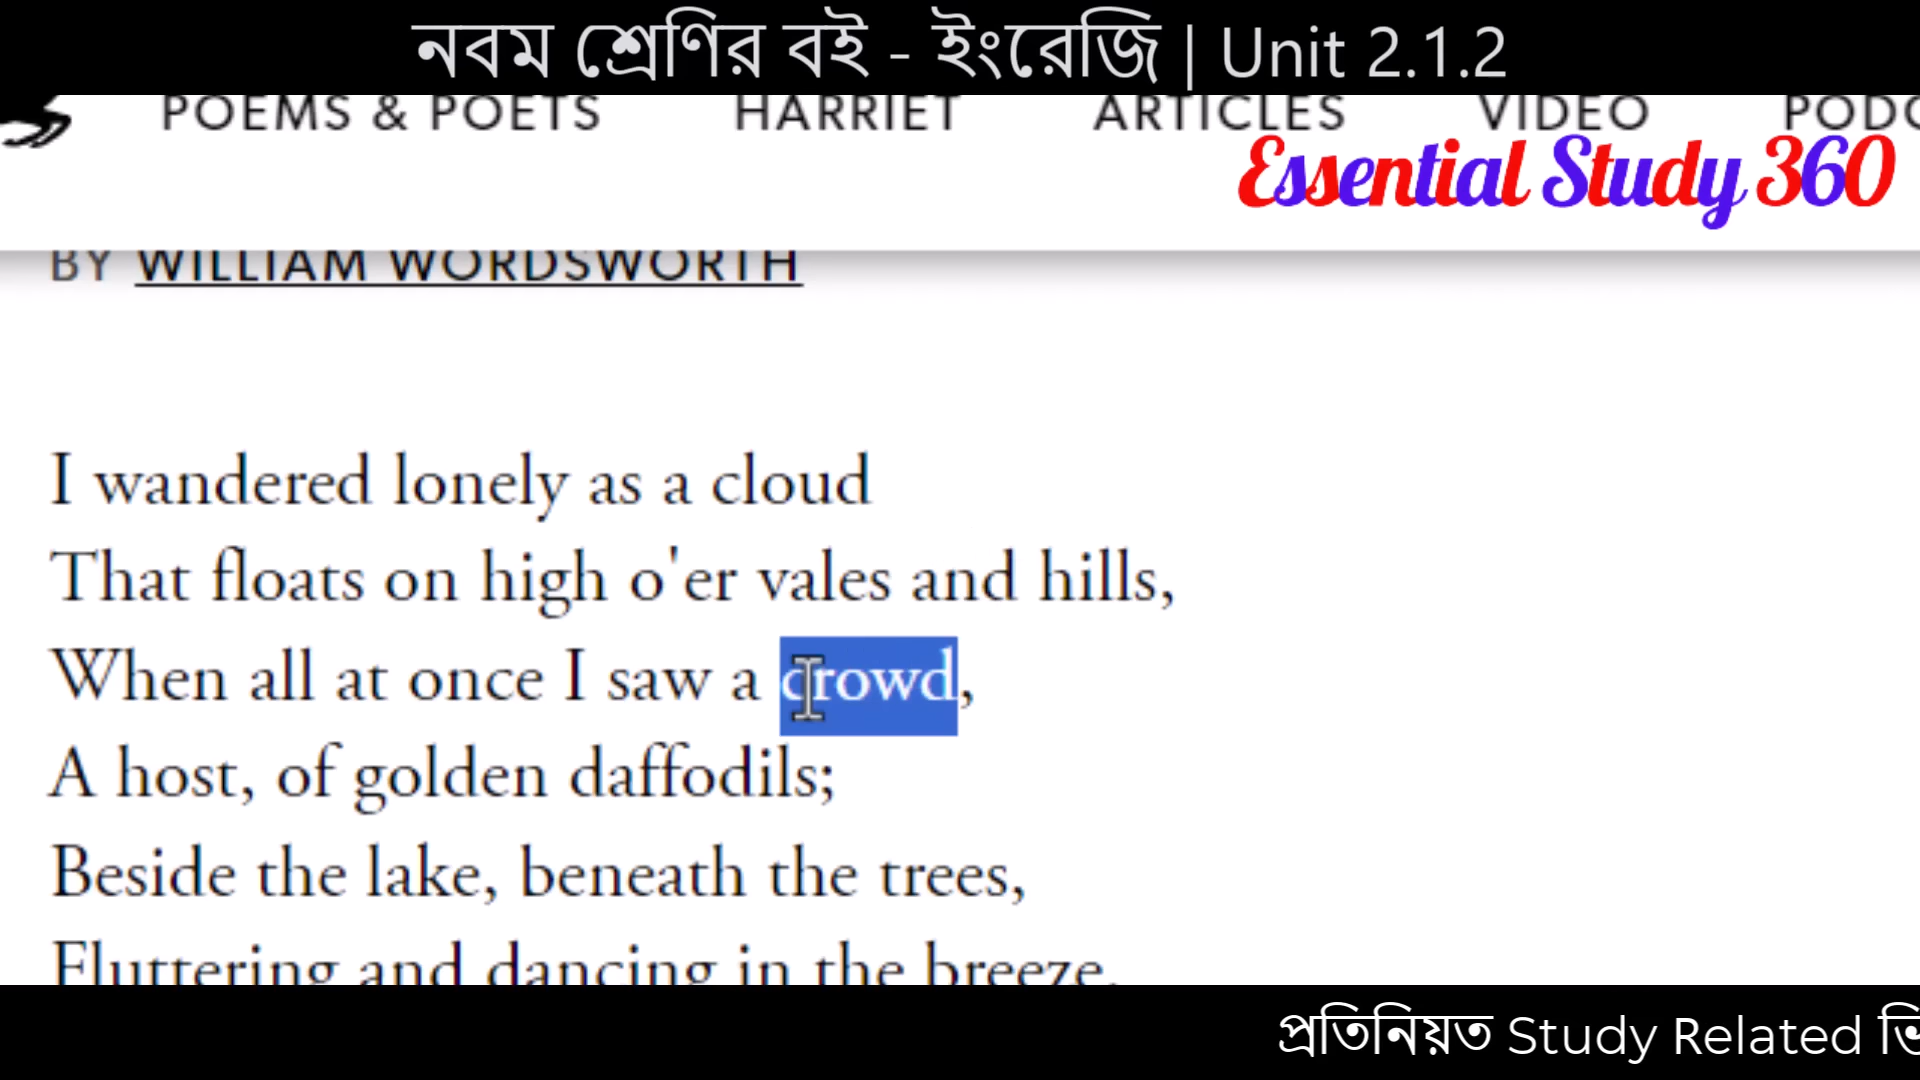 নবম শ্রেণির বই - ইংরেজি | Unit 2.1.2
POEMS & POETS HARRIET ARTICLES VIDEO PODC
Essential Study 360
BY WILLIAM WORDSWORTH
I wandered lonely as a cloud
That floats on high o'er vales and hills,
When all at once I saw a crowd,
A host, of golden daffodils;
Beside the lake, beneath the trees,
Fluttering and dancing in the breeze.
প্রতিনিয়ত Study Related ভি